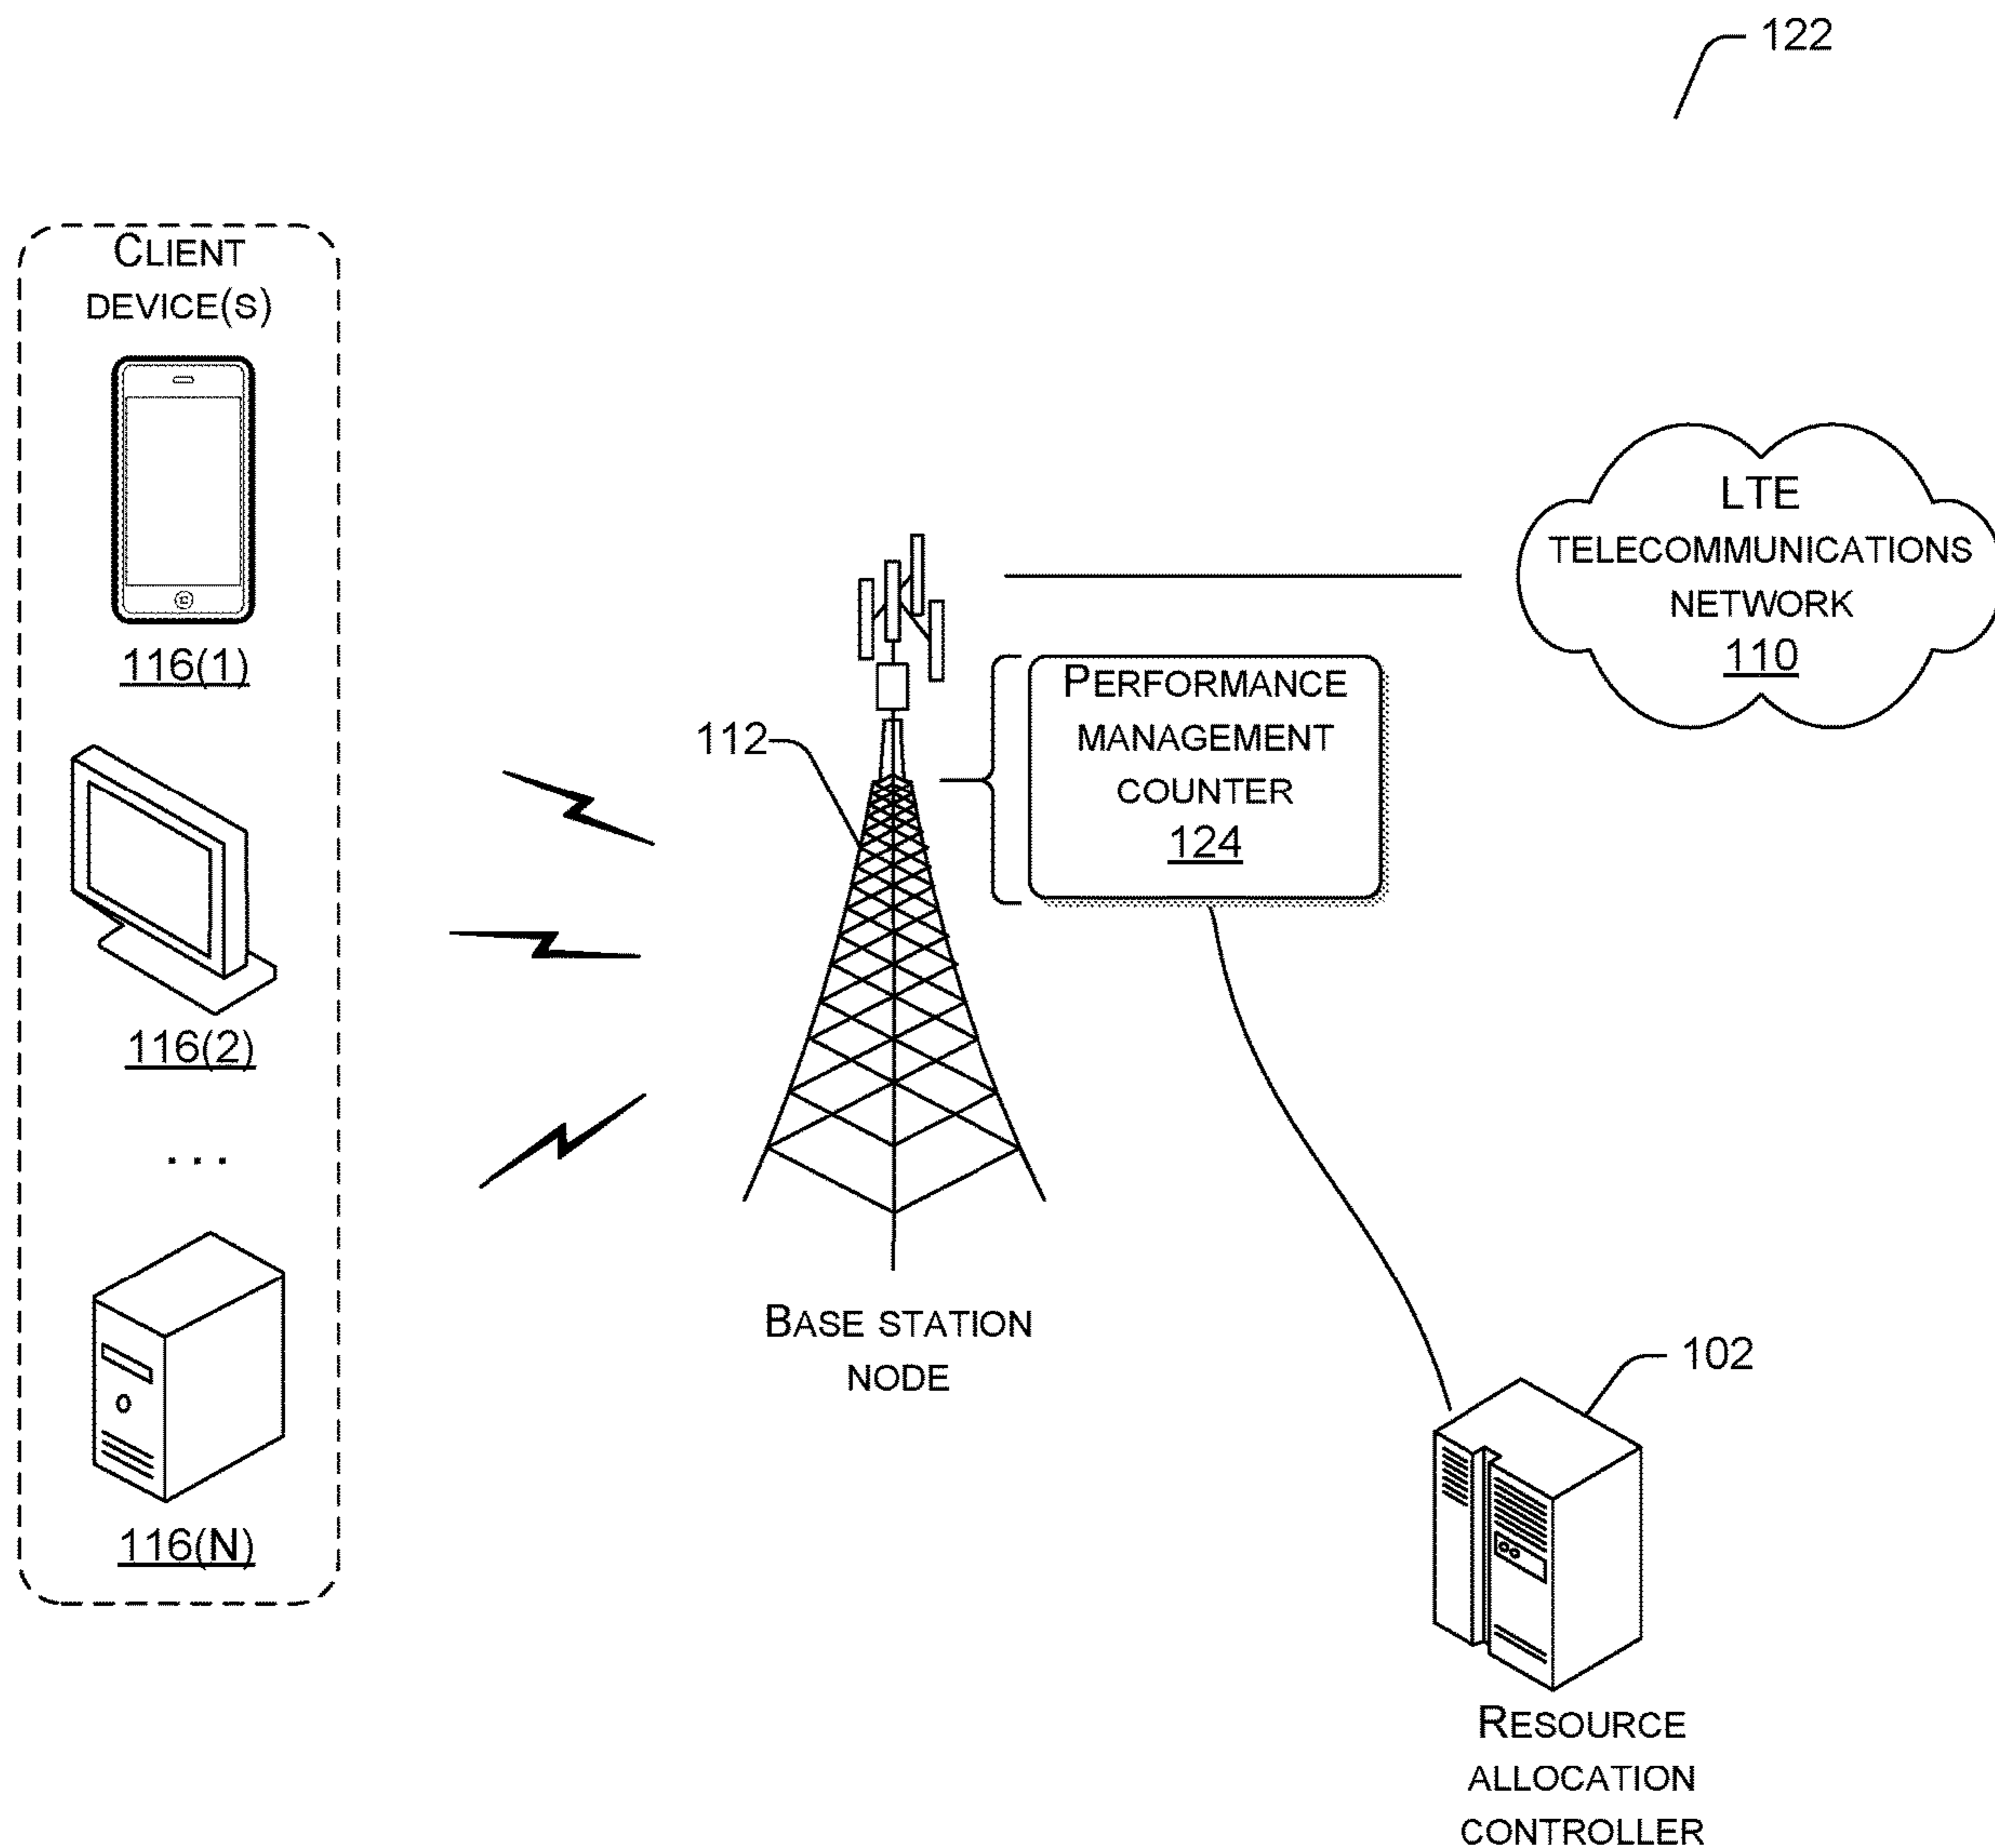 122
CLIENT
DEVICE(S)
116(1)
116(2)
...
116(N)
112
BASE STATION
NODE
PERFORMANCE
MANAGEMENT
COUNTER
124
LTE
TELECOMMUNICATIONS
NETWORK
110
102
RESOURCE
ALLOCATION
CONTROLLER